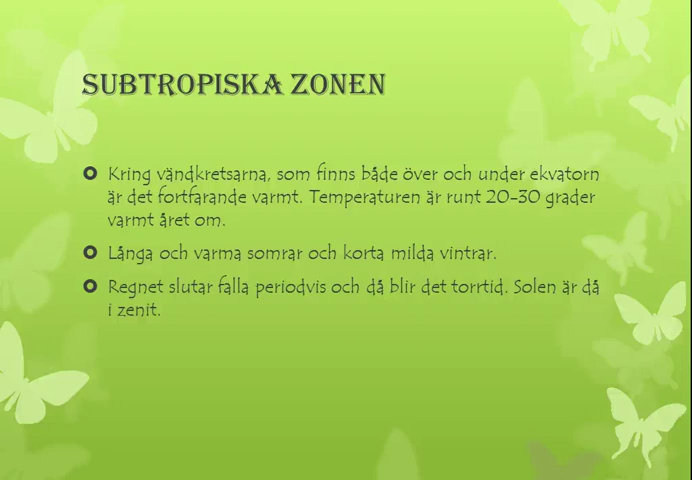 SUBTROPISKA ZONEN
Kring vändkretsarna, som finns både över och under ekvatorn
är det fortfarande varmt. Temperaturen är runt 20-30 grader
varmt året om.
Långa och varma somrar och korta milda vintrar.
Regnet slutar falla periodvis och då blir det torrtid. Solen är då
i zenit.